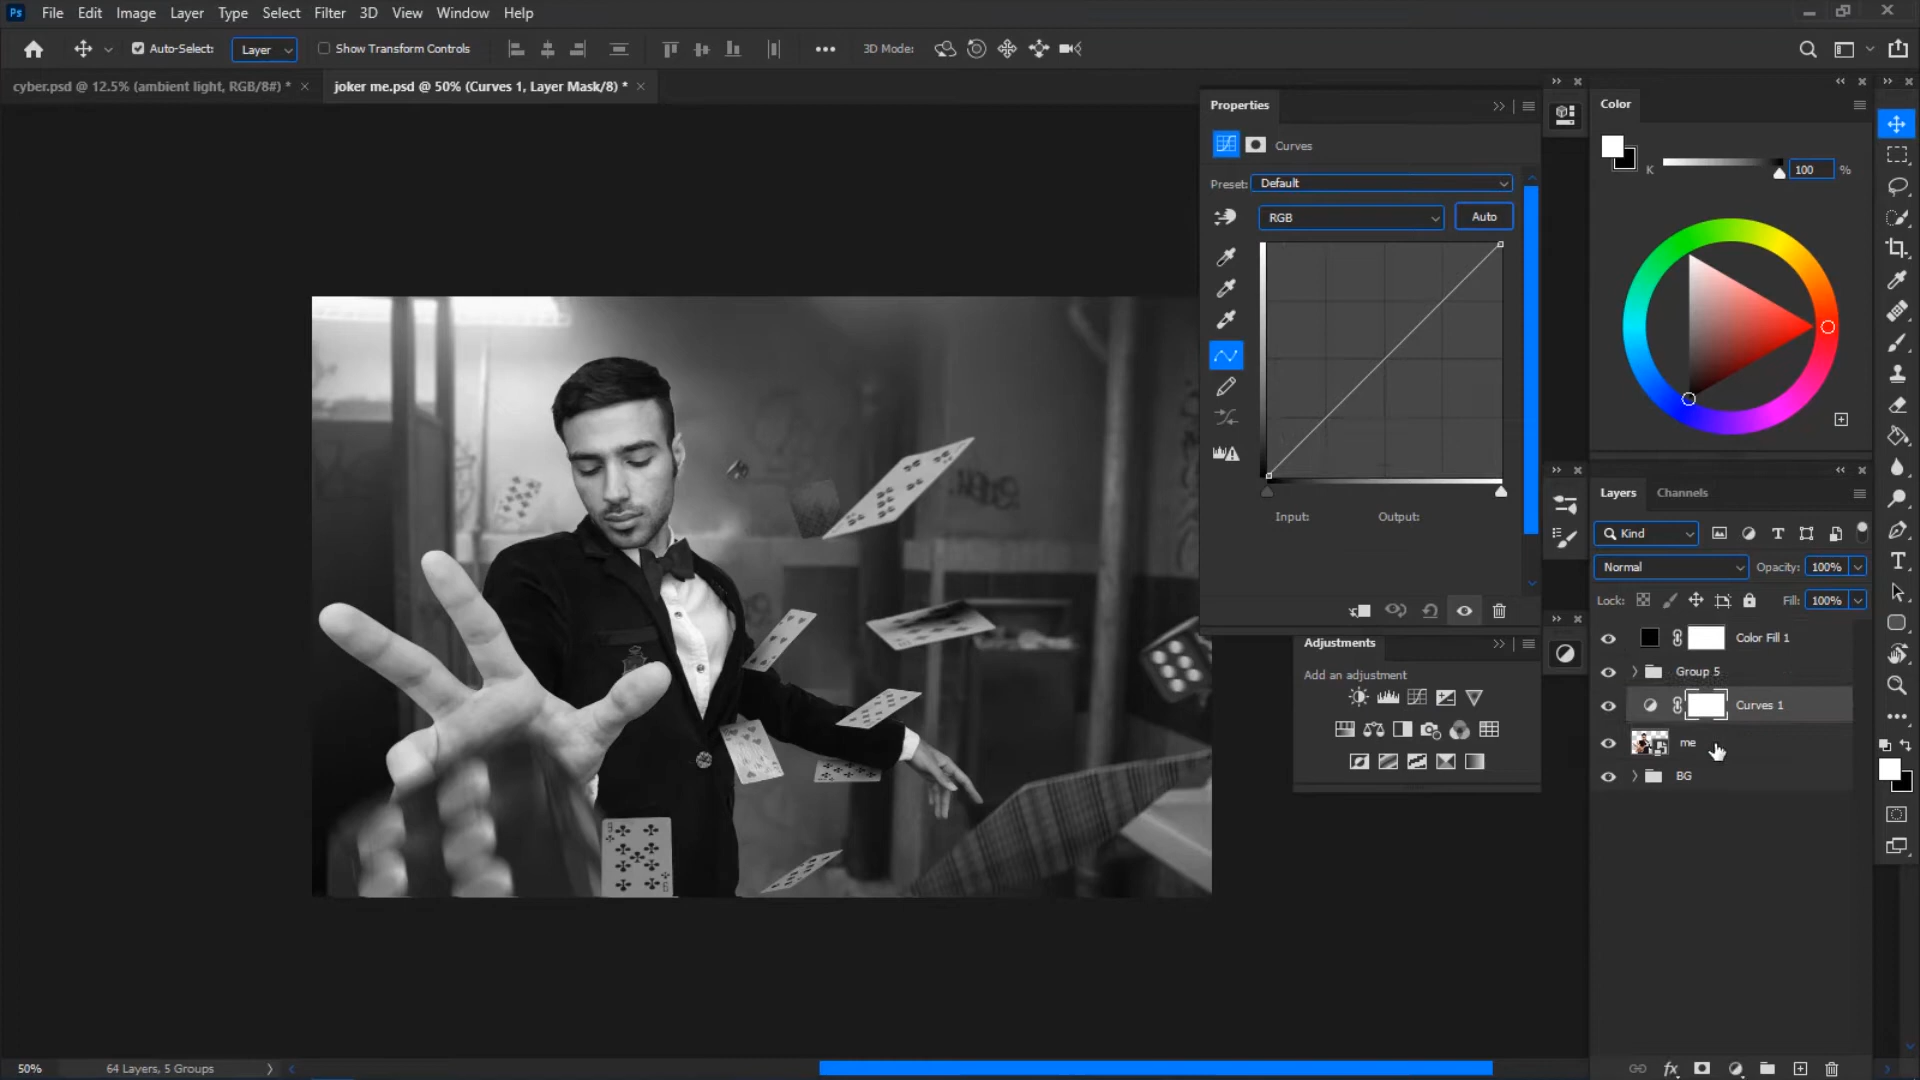 Ps File Edit Image Layer Type Select Filter 3D View Window Help
Auto-Select: Layer Show Transform Controls 3D Mode:
cyber.psd @ 12.5% (ambient light, RGB/8#) * joker me.psd @ 50% (Curves 1, Layer Mask/8) *
Properties
Curves
Preset: Default
RGB Auto
Input: Output:
Adjustments
Add an adjustment
Color
K 100 %
Layers Channels
Kind
Normal Opacity: 100%
Lock: Fill: 100%
Color Fill 1
Group 5
Curves 1
me
BG
50% 64 Layers, 5 Groups